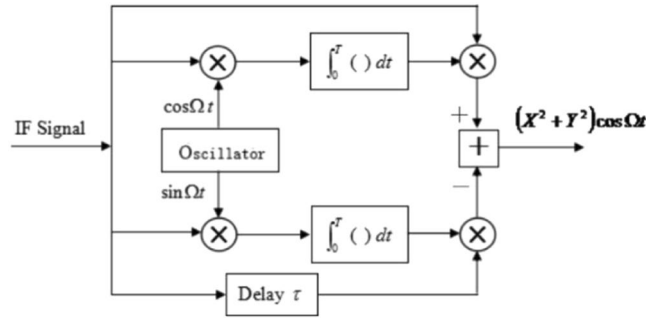 ∫₀ᵀ ( ) dt
cosΩt
+
(X² + Y²)cosΩt
IF Signal
Oscillator
+
sinΩt
−
∫₀ᵀ ( ) dt
Delay τ